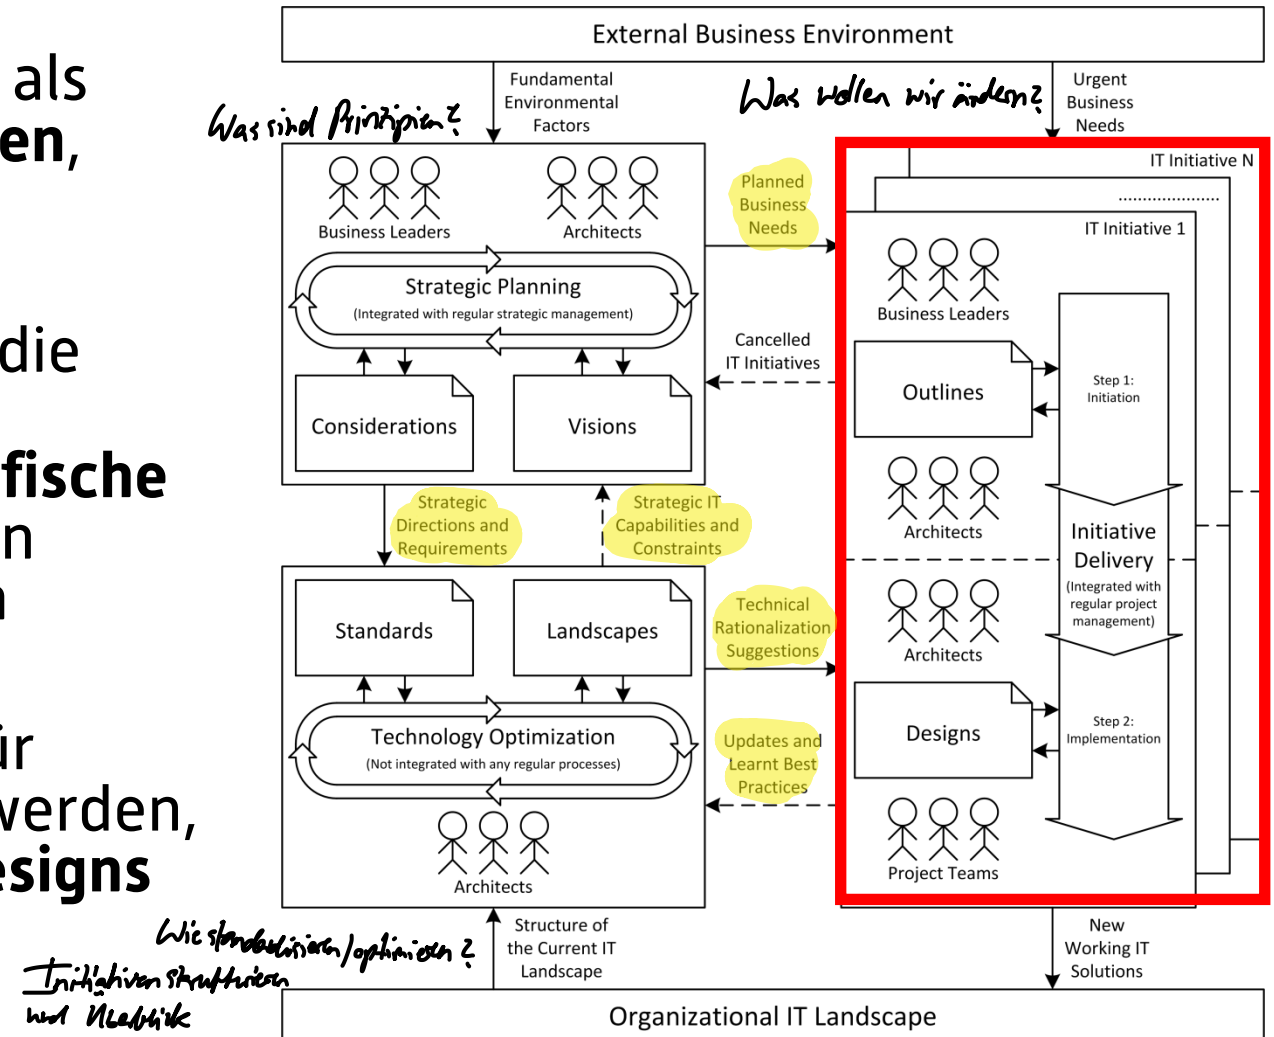 als
en,
die
fische
n
n
ür
werden,
esigns
External Business Environment
Fundamental
Environmental
Factors
Was sind Prinzipien?
Was wollen wir ändern?
Urgent
Business
Needs
Business Leaders
Architects
Strategic Planning
(Integrated with regular strategic management)
Considerations
Visions
Planned
Business
Needs
Cancelled
IT Initiatives
Strategic
Directions and
Requirements
Strategic IT
Capabilities and
Constraints
Standards
Landscapes
Technology Optimization
(Not integrated with any regular processes)
Architects
Technical
Rationalization
Suggestions
Updates and
Learnt Best
Practices
IT Initiative N
....................
IT Initiative 1
Business Leaders
Outlines
Step 1:
Initiation
Architects
Initiative
Delivery
(Integrated with
regular project
management)
Architects
Designs
Step 2:
Implementation
Project Teams
Wie standardisieren/optimieren?
Initiativen strukturieren
und Überblick
Structure of
the Current IT
Landscape
New
Working IT
Solutions
Organizational IT Landscape